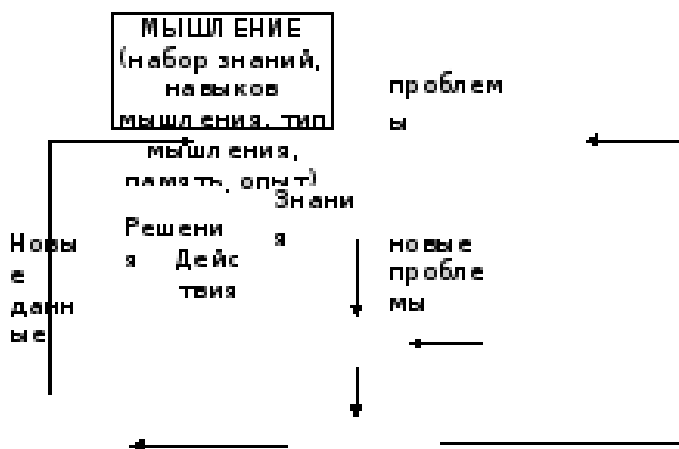 МЫШЛЕНИЕ
(набор знаний,
навыков
мышления, тип
мышления,
память, опыт)
проблем
ы
Знани
я
Решени
я
Дейс
твия
Новы
е
данн
ые
новые
пробле
мы